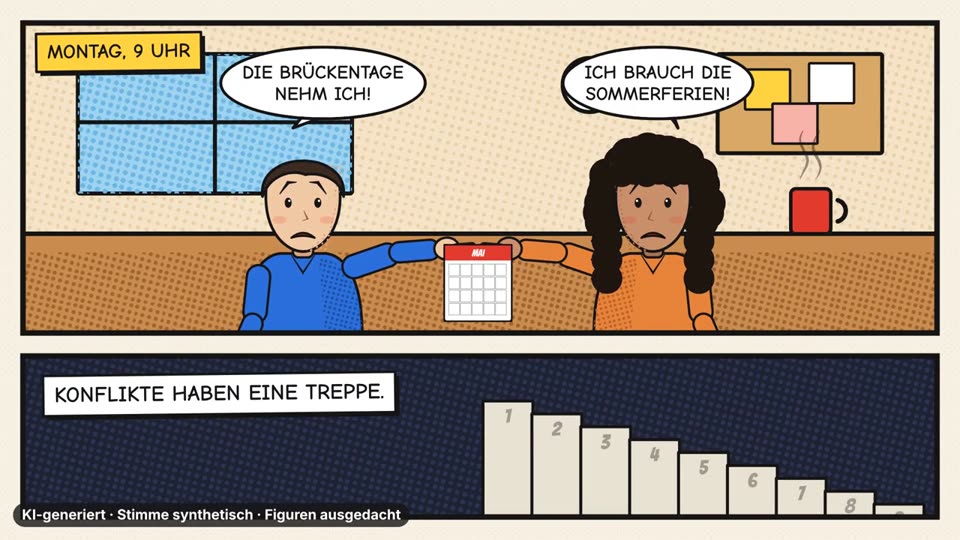 MONTAG, 9 UHR
DIE BRÜCKENTAGE
NEHM ICH!
ICH BRAUCH DIE
SOMMERFERIEN!
MAI
KONFLIKTE HABEN EINE TREPPE.
1
2
3
4
5
6
7
8
KI-generiert · Stimme synthetisch · Figuren ausgedacht